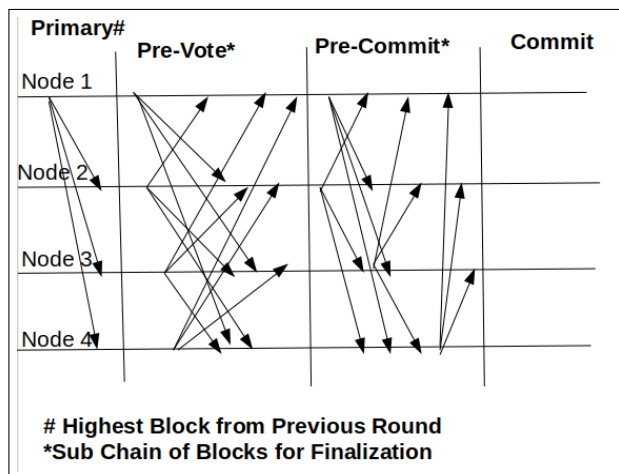 Primary#
Pre-Vote*
Pre-Commit*
Commit
Node 1
Node 2
Node 3
Node 4
# Highest Block from Previous Round
*Sub Chain of Blocks for Finalization